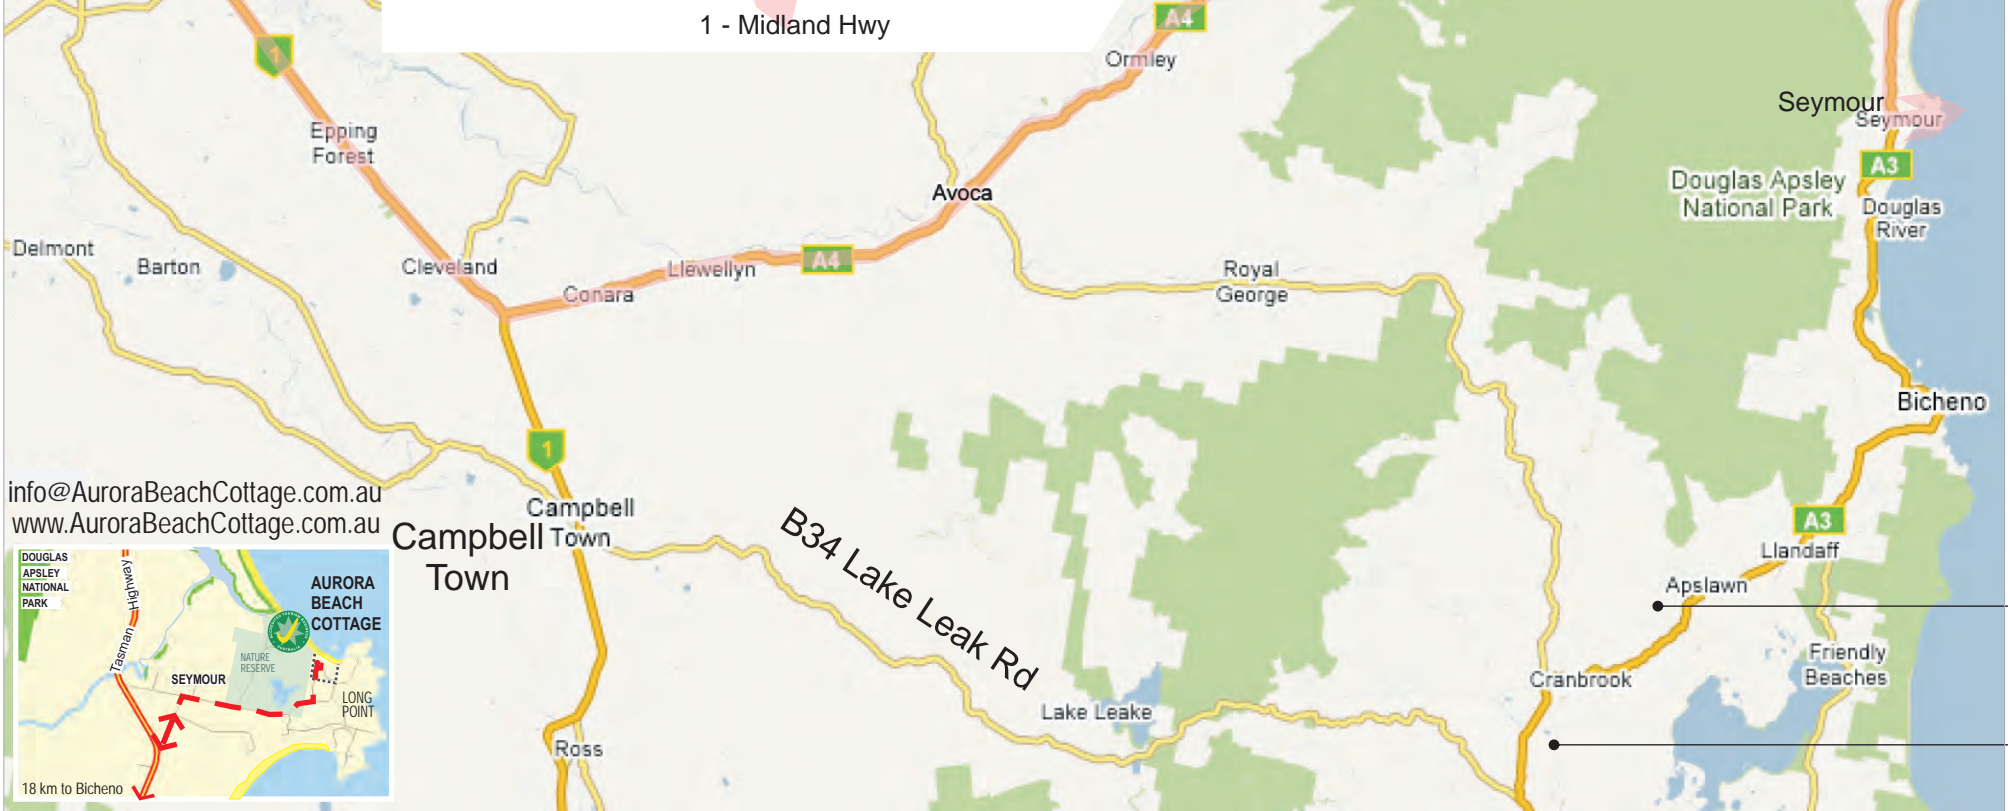 1 - Midland Hwy
A4
1
Ormley
Epping
Forest
Seymour
Seymour
A3
Avoca
Douglas Apsley
National Park
Douglas
River
Delmont
Barton
Cleveland
Llewellyn
A4
Conara
Royal
George
Bicheno
1
info@AuroraBeachCottage.com.au
www.AuroraBeachCottage.com.au
Campbell
Town
Campbell
Town
B34 Lake Leak Rd
A3
Llandaff
Apslawn
Friendly
Beaches
Cranbrook
Lake Leake
Ross
DOUGLAS
APSLEY
NATIONAL
PARK
Tasman Highway
AURORA
BEACH
COTTAGE
NATURE
RESERVE
SEYMOUR
LONG
POINT
18 km to Bicheno